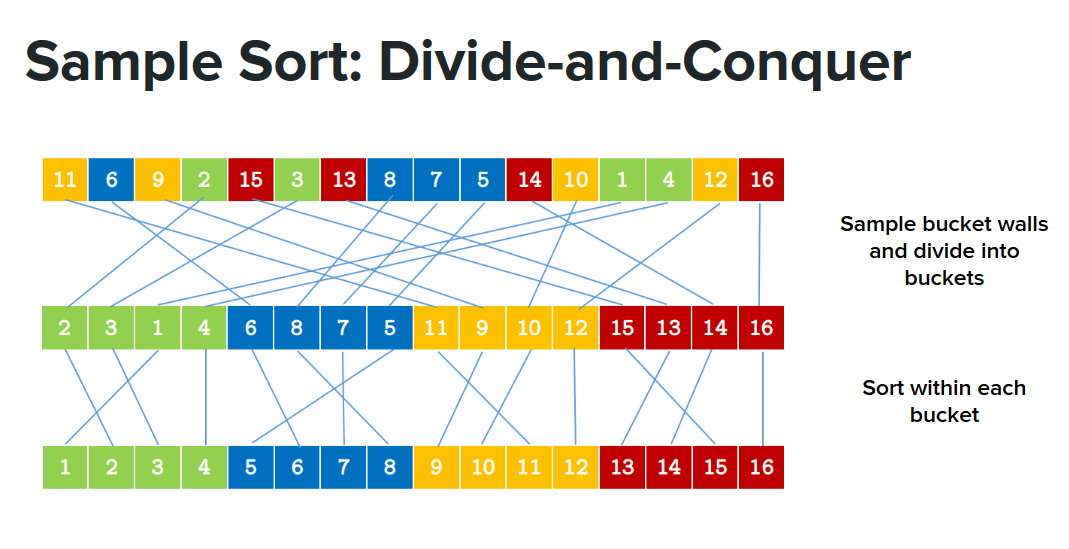 Sample Sort: Divide-and-Conquer
11 6 9 2 15 3 13 8 7 5 14 10 1 4 12 16
Sample bucket walls
and divide into
buckets
2 3 1 4 6 8 7 5 11 9 10 12 15 13 14 16
Sort within each
bucket
1 2 3 4 5 6 7 8 9 10 11 12 13 14 15 16